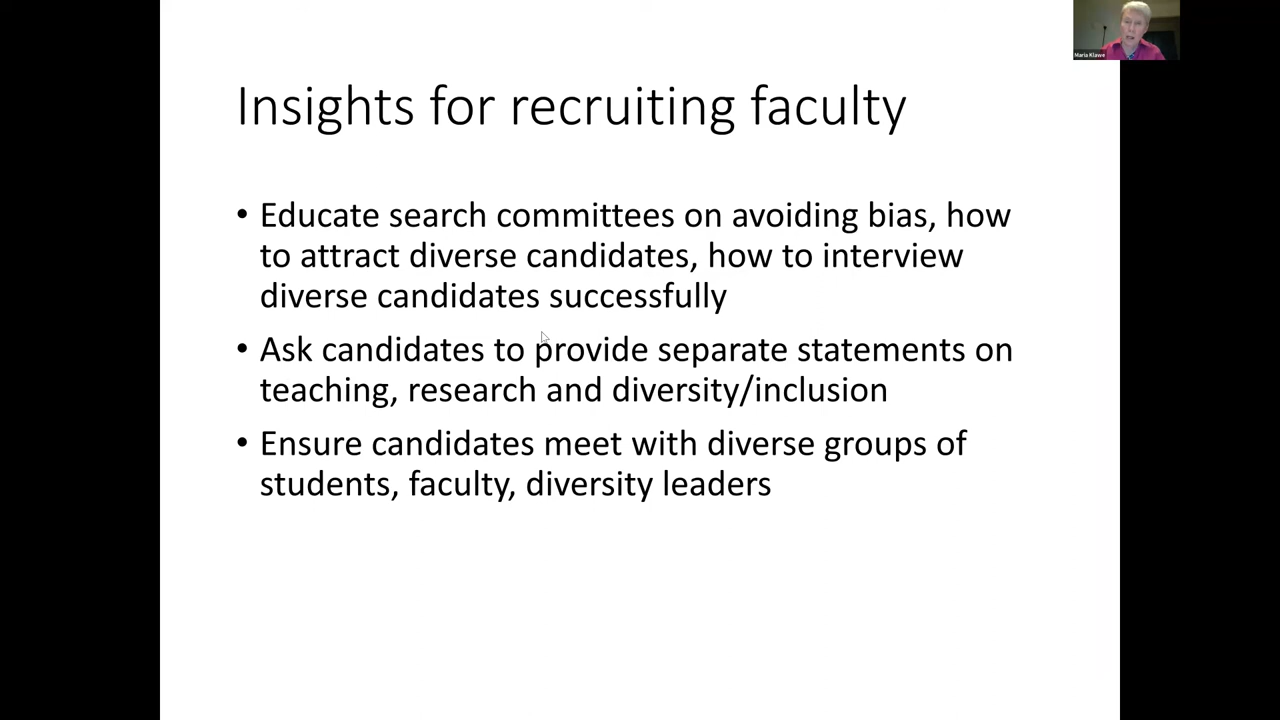 Maria Klawe
Insights for recruiting faculty
• Educate search committees on avoiding bias, how
to attract diverse candidates, how to interview
diverse candidates successfully
• Ask candidates to provide separate statements on
teaching, research and diversity/inclusion
• Ensure candidates meet with diverse groups of
students, faculty, diversity leaders